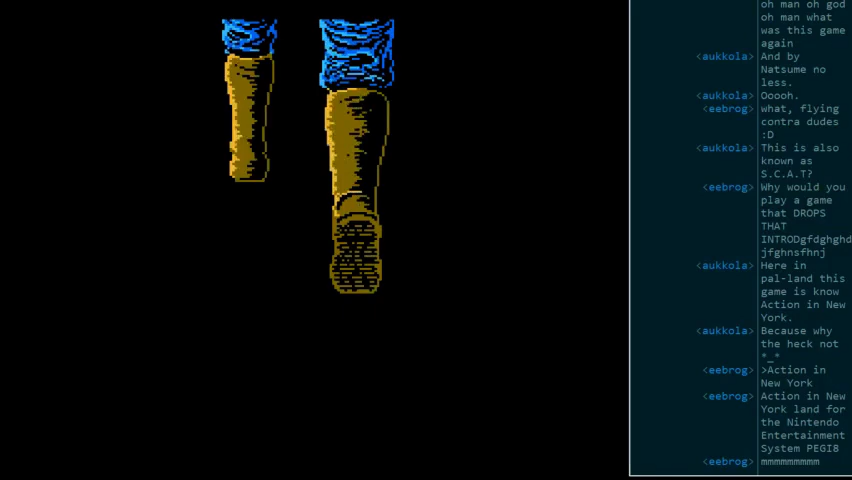 oh man oh god
oh man what
was this game
again
<aukkola> And by
Natsume no
less.
<aukkola> Ooooh.
<eebrog> what, flying
contra dudes
:D
<aukkola> This is also
known as
S.C.A.T?
<eebrog> Why would you
play a game
that DROPS
THAT
INTRODgfdghghd
jfghnsfhnj
<aukkola> Here in
pal-land this
game is know
Action in New
York.
<aukkola> Because why
the heck not
*_*
<eebrog> >Action in
New York
<eebrog> Action in New
York land for
the Nintendo
Entertainment
System PEGI8
<eebrog> mmmmmmmmm